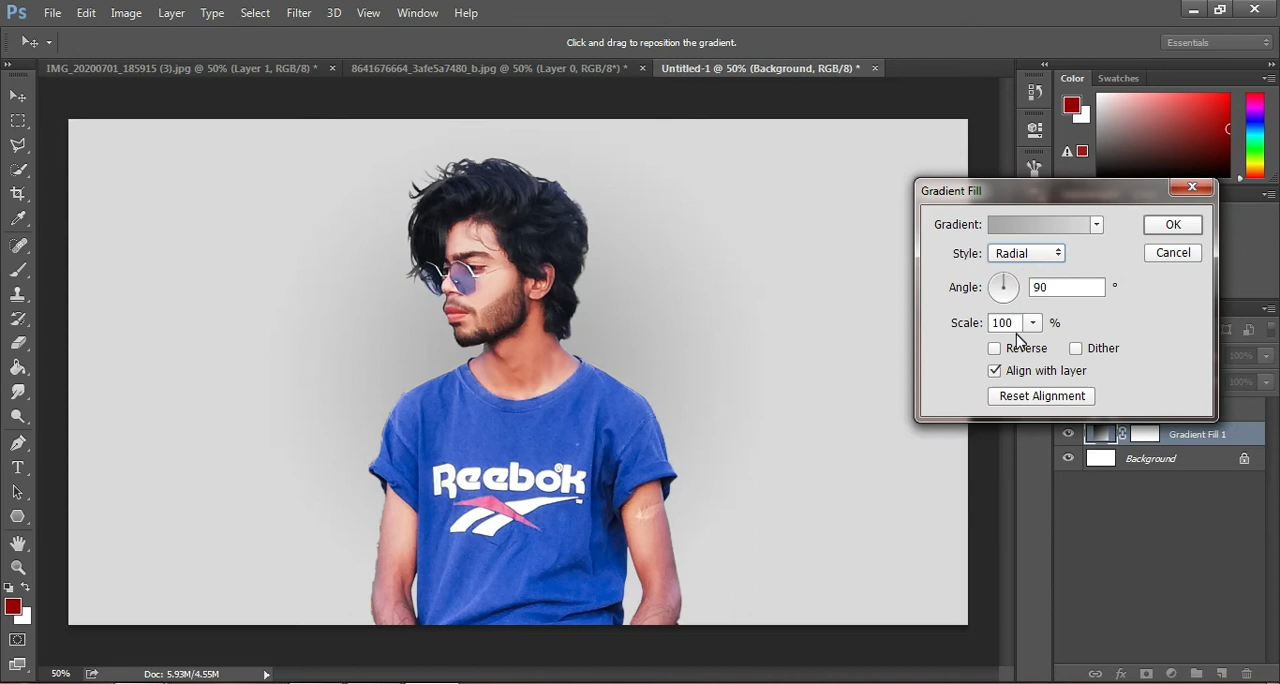 Ps File Edit Image Layer Type Select Filter 3D View Window Help
Click and drag to reposition the gradient.
Essentials
IMG_20200701_185915 (3).jpg @ 50% (Layer 1, RGB/8) * ×
8641676664_3afe5a7480_b.jpg @ 50% (Layer 0, RGB/8*) * ×
Untitled-1 @ 50% (Background, RGB/8) * ×
Color Swatches
Gradient Fill
Gradient:
OK
Style: Radial
Cancel
Angle: 90 °
Scale: 100 %
Reverse Dither
Align with layer
Reset Alignment
100%
100%
Gradient Fill 1
Background
Reebok
™
50% Doc: 5.93M/4.55M